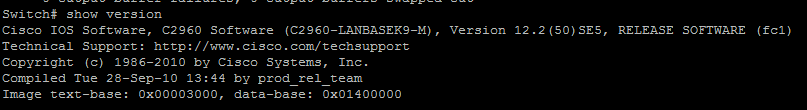 Switch# show version
Cisco IOS Software, C2960 Software (C2960-LANBASEK9-M), Version 12.2(50)SE5, RELEASE SOFTWARE (fc1)
Technical Support: http://www.cisco.com/techsupport
Copyright (c) 1986-2010 by Cisco Systems, Inc.
Compiled Tue 28-Sep-10 13:44 by prod_rel_team
Image text-base: 0x00003000, data-base: 0x01400000